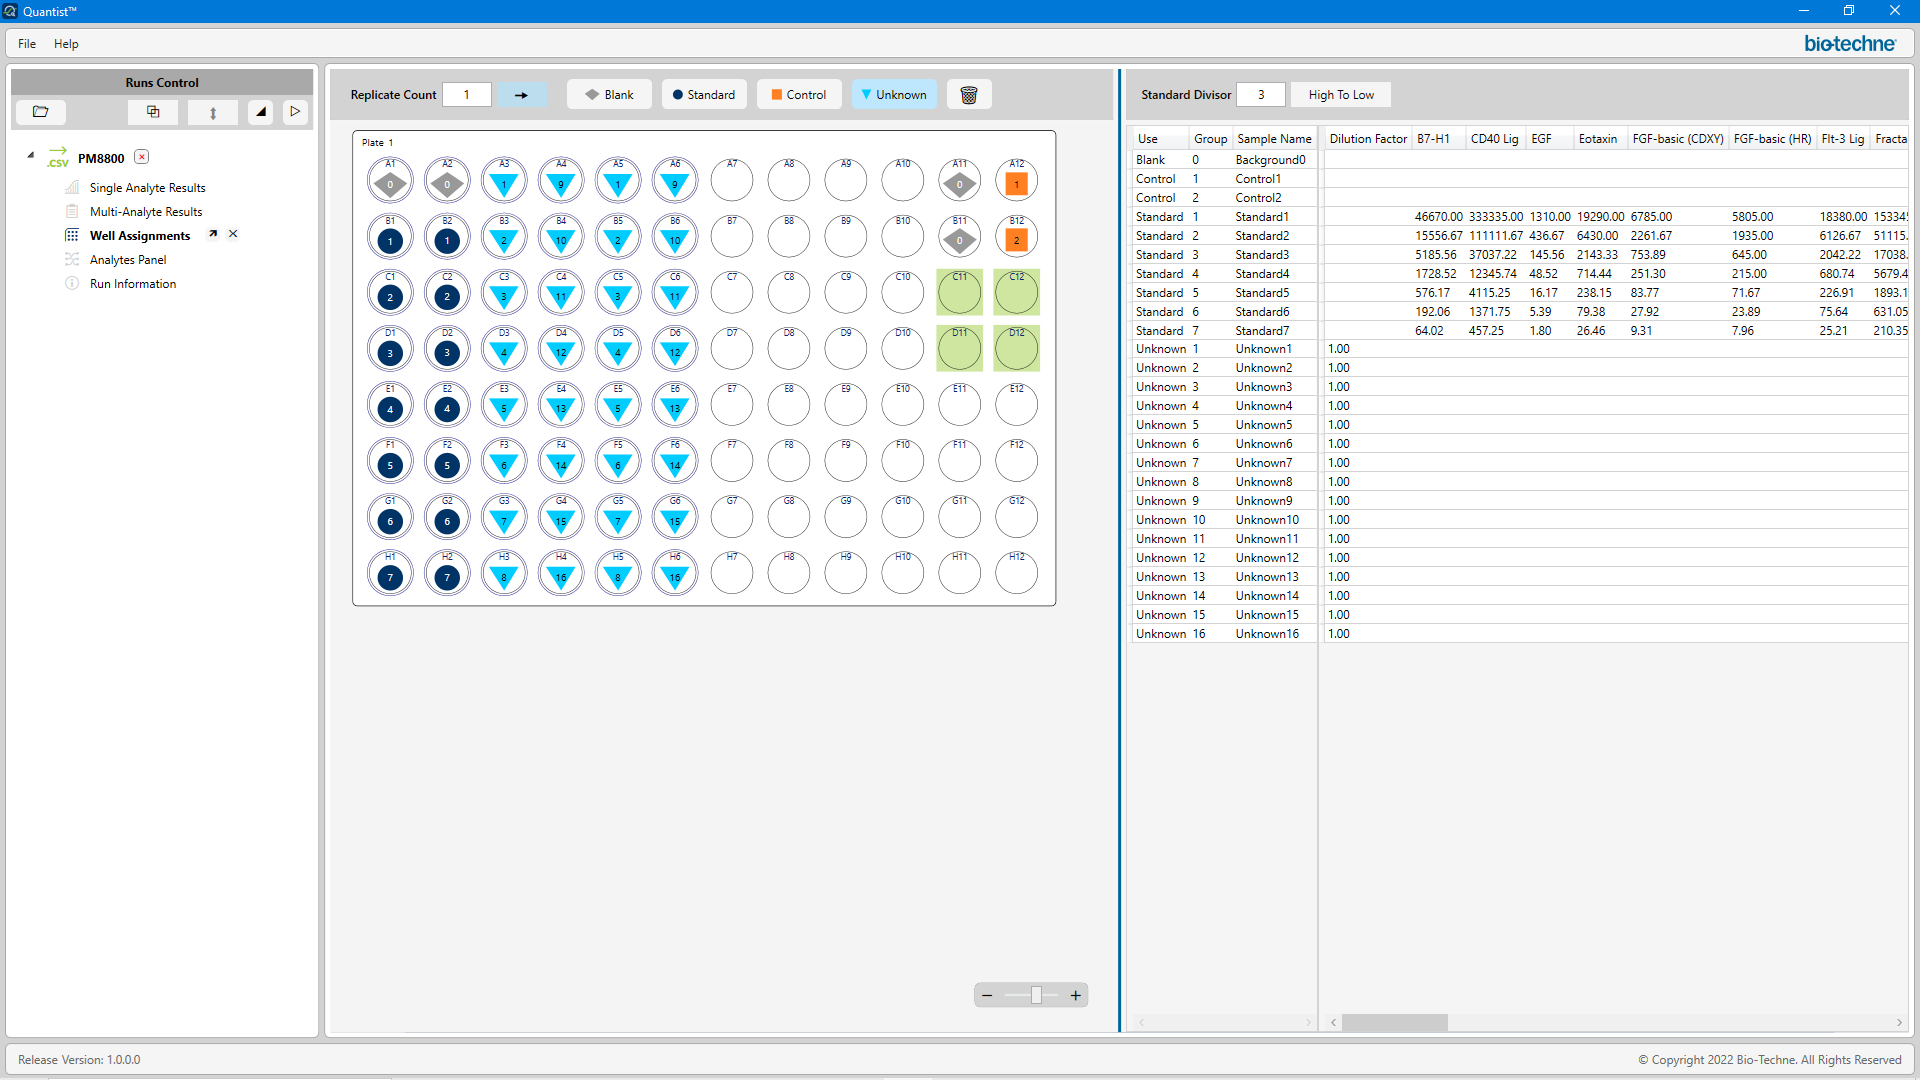 Quantist™
File Help
bio-techne
Runs Control
PM8800
Single Analyte Results
Multi-Analyte Results
Well Assignments
Analytes Panel
Run Information
Replicate Count 1 Blank Standard Control Unknown
Plate 1
A1 A2 A3 A4 A5 A6 A7 A8 A9 A10 A11 A12
0 0 1 9 1 9 0 1
B1 B2 B3 B4 B5 B6 B7 B8 B9 B10 B11 B12
1 1 2 10 2 10 0 2
C1 C2 C3 C4 C5 C6 C7 C8 C9 C10 C11 C12
2 2 3 11 3 11
D1 D2 D3 D4 D5 D6 D7 D8 D9 D10 D11 D12
3 3 4 12 4 12
E1 E2 E3 E4 E5 E6 E7 E8 E9 E10 E11 E12
4 4 5 13 5 13
F1 F2 F3 F4 F5 F6 F7 F8 F9 F10 F11 F12
5 5 6 14 6 14
G1 G2 G3 G4 G5 G6 G7 G8 G9 G10 G11 G12
6 6 7 15 7 15
H1 H2 H3 H4 H5 H6 H7 H8 H9 H10 H11 H12
7 7 8 16 8 16
Standard Divisor 3 High To Low
Use Group Sample Name Dilution Factor B7-H1 CD40 Lig EGF Eotaxin FGF-basic (CDXY) FGF-basic (HR) Flt-3 Lig Fracta
Blank 0 Background0
Control 1 Control1
Control 2 Control2
Standard 1 Standard1 46670.00 333335.00 1310.00 19290.00 6785.00 5805.00 18380.00 153345
Standard 2 Standard2 15556.67 111111.67 436.67 6430.00 2261.67 1935.00 6126.67 51115.
Standard 3 Standard3 5185.56 37037.22 145.56 2143.33 753.89 645.00 2042.22 17038.
Standard 4 Standard4 1728.52 12345.74 48.52 714.44 251.30 215.00 680.74 5679.4
Standard 5 Standard5 576.17 4115.25 16.17 238.15 83.77 71.67 226.91 1893.1
Standard 6 Standard6 192.06 1371.75 5.39 79.38 27.92 23.89 75.64 631.05
Standard 7 Standard7 64.02 457.25 1.80 26.46 9.31 7.96 25.21 210.35
Unknown 1 Unknown1 1.00
Unknown 2 Unknown2 1.00
Unknown 3 Unknown3 1.00
Unknown 4 Unknown4 1.00
Unknown 5 Unknown5 1.00
Unknown 6 Unknown6 1.00
Unknown 7 Unknown7 1.00
Unknown 8 Unknown8 1.00
Unknown 9 Unknown9 1.00
Unknown 10 Unknown10 1.00
Unknown 11 Unknown11 1.00
Unknown 12 Unknown12 1.00
Unknown 13 Unknown13 1.00
Unknown 14 Unknown14 1.00
Unknown 15 Unknown15 1.00
Unknown 16 Unknown16 1.00
Release Version: 1.0.0.0
© Copyright 2022 Bio-Techne. All Rights Reserved